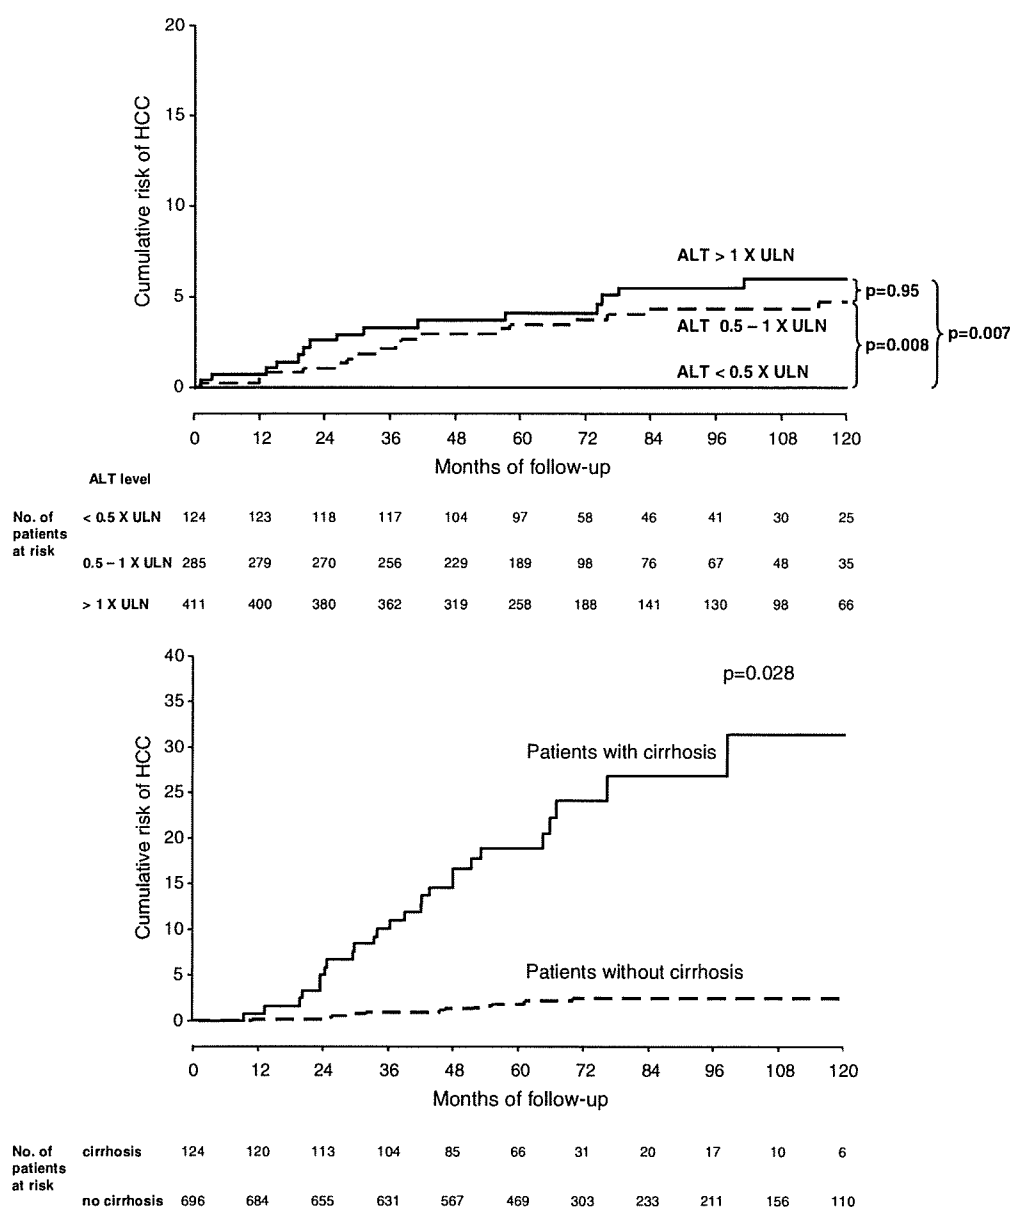 20
15
10
5
0
Cumulative risk of HCC
ALT > 1 X ULN
ALT 0.5 – 1 X ULN
ALT < 0.5 X ULN
p=0.95
p=0.008
p=0.007
0 12 24 36 48 60 72 84 96 108 120
Months of follow-up
ALT level
No. of
patients
at risk
< 0.5 X ULN 124 123 118 117 104 97 58 46 41 30 25
0.5 – 1 X ULN 285 279 270 256 229 189 98 76 67 48 35
> 1 X ULN 411 400 380 362 319 258 188 141 130 98 66
40
35
30
25
20
15
10
5
0
Cumulative risk of HCC
p=0.028
Patients with cirrhosis
Patients without cirrhosis
0 12 24 36 48 60 72 84 96 108 120
Months of follow-up
No. of
patients
at risk
cirrhosis 124 120 113 104 85 66 31 20 17 10 6
no cirrhosis 696 684 655 631 567 469 303 233 211 156 110